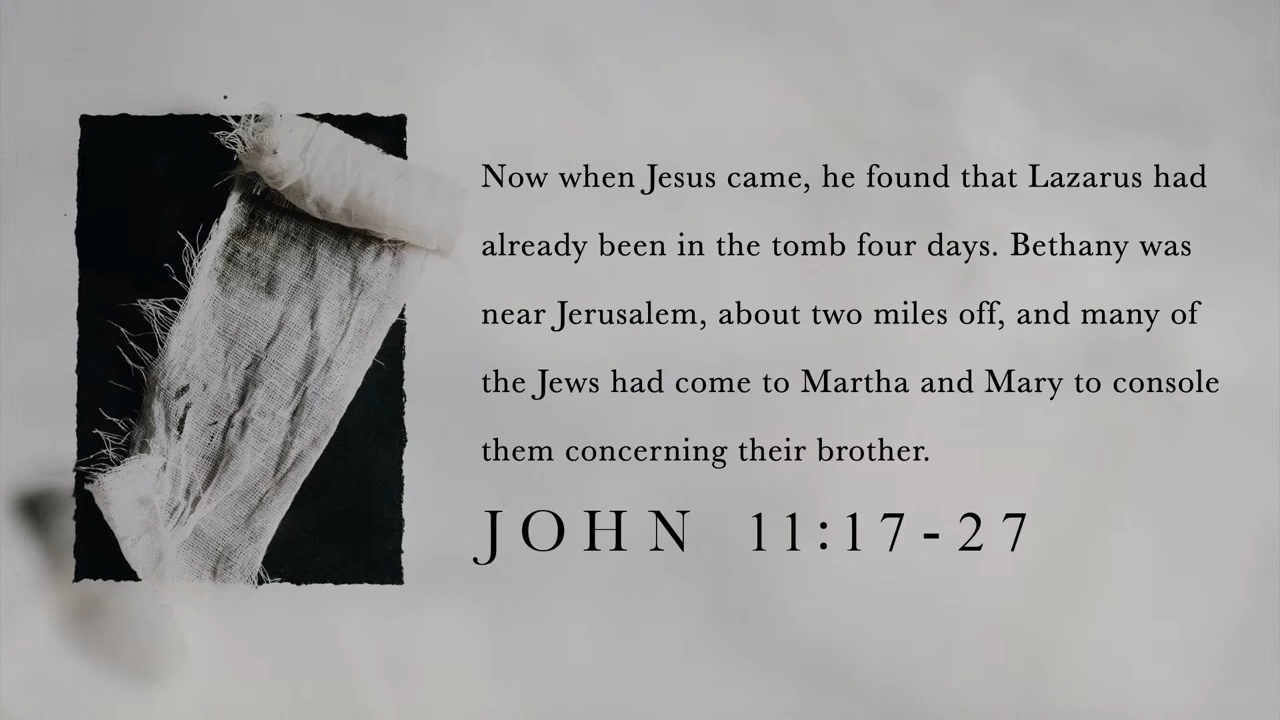 Now when Jesus came, he found that Lazarus had
already been in the tomb four days. Bethany was
near Jerusalem, about two miles off, and many of
the Jews had come to Martha and Mary to console
them concerning their brother.
JOHN 11:17-27